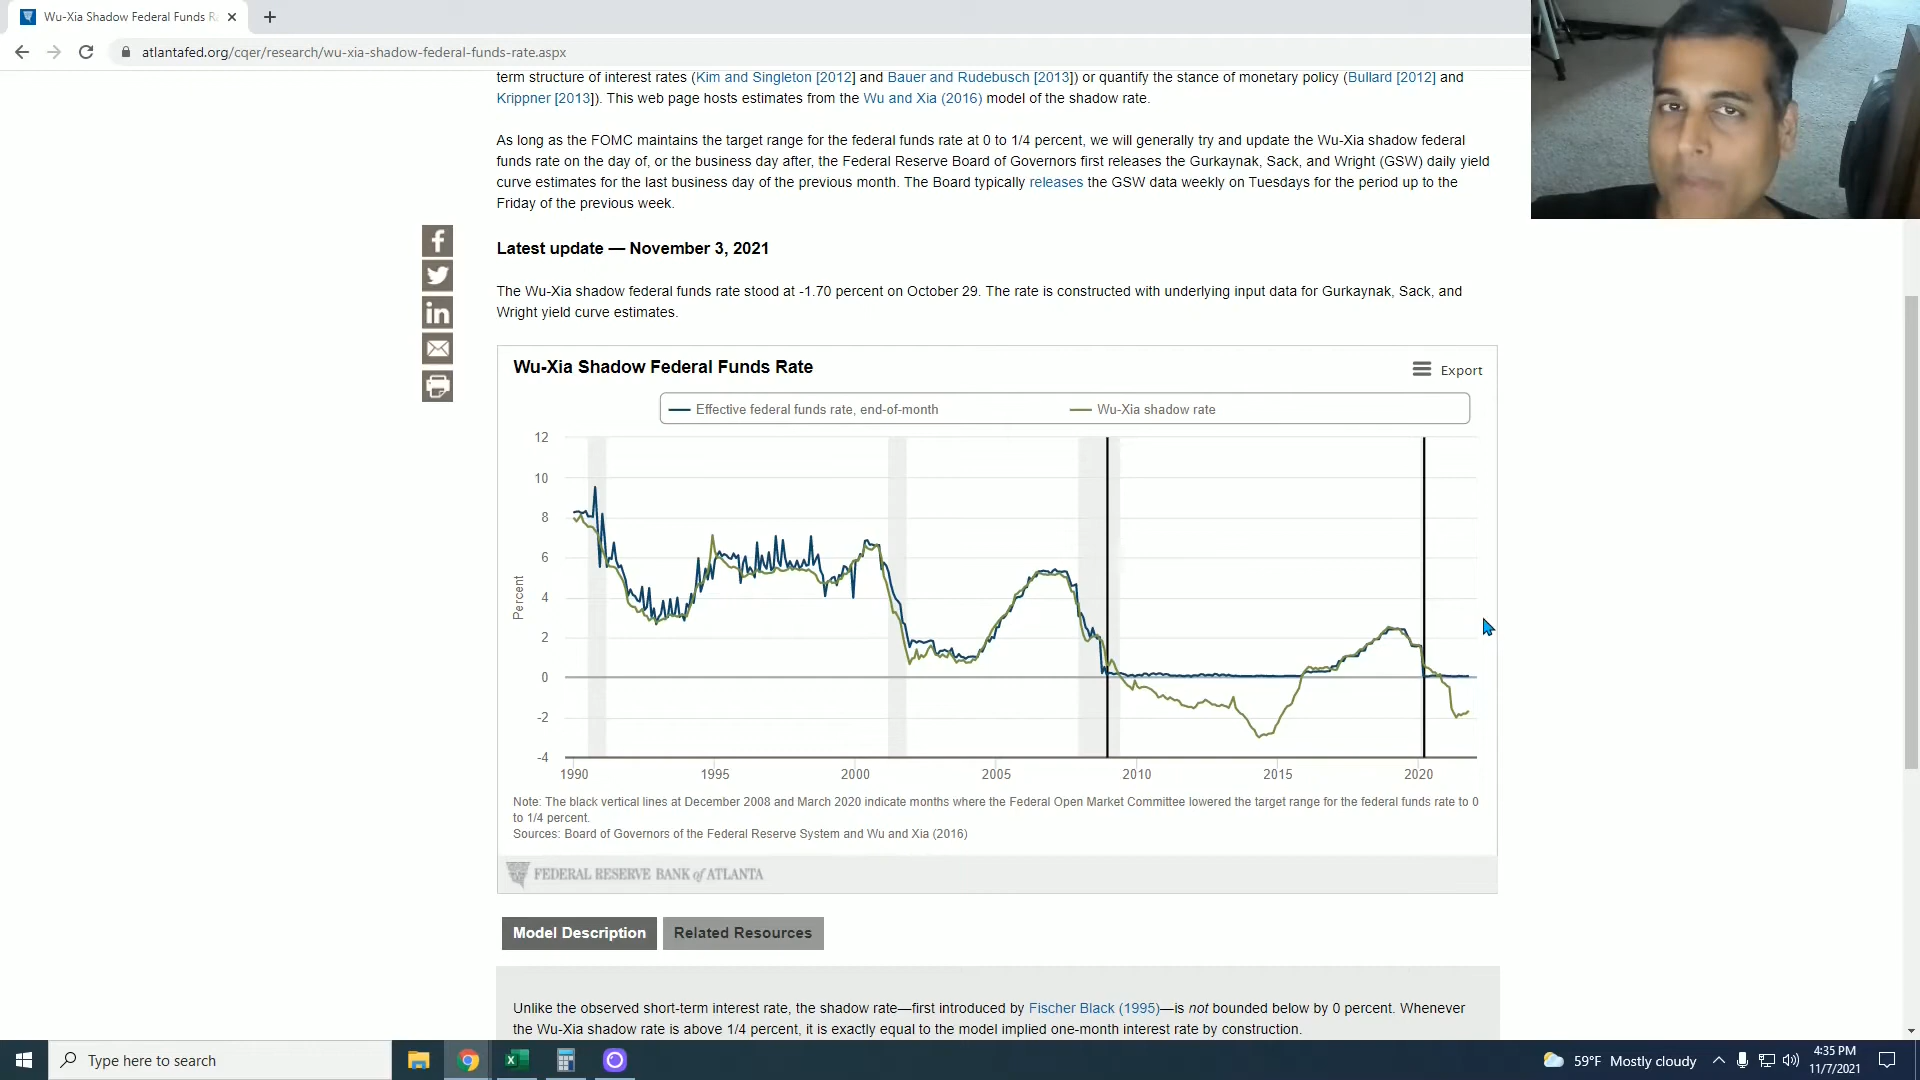 Wu-Xia Shadow Federal Funds R
atlantafed.org/cqer/research/wu-xia-shadow-federal-funds-rate.aspx
term structure of interest rates (Kim and Singleton [2012] and Bauer and Rudebusch [2013]) or quantify the stance of monetary policy (Bullard [2012] and
Krippner [2013]). This web page hosts estimates from the Wu and Xia (2016) model of the shadow rate.
As long as the FOMC maintains the target range for the federal funds rate at 0 to 1/4 percent, we will generally try and update the Wu-Xia shadow federal
funds rate on the day of, or the business day after, the Federal Reserve Board of Governors first releases the Gurkaynak, Sack, and Wright (GSW) daily yield
curve estimates for the last business day of the previous month. The Board typically releases the GSW data weekly on Tuesdays for the period up to the
Friday of the previous week.
Latest update — November 3, 2021
The Wu-Xia shadow federal funds rate stood at -1.70 percent on October 29. The rate is constructed with underlying input data for Gurkaynak, Sack, and
Wright yield curve estimates.
Wu-Xia Shadow Federal Funds Rate
Export
Effective federal funds rate, end-of-month
Wu-Xia shadow rate
12
10
8
6
4
2
0
-2
-4
Percent
1990 1995 2000 2005 2010 2015 2020
Note: The black vertical lines at December 2008 and March 2020 indicate months where the Federal Open Market Committee lowered the target range for the federal funds rate to 0
to 1/4 percent.
Sources: Board of Governors of the Federal Reserve System and Wu and Xia (2016)
FEDERAL RESERVE BANK of ATLANTA
Model Description
Related Resources
Unlike the observed short-term interest rate, the shadow rate—first introduced by Fischer Black (1995)—is not bounded below by 0 percent. Whenever
the Wu-Xia shadow rate is above 1/4 percent, it is exactly equal to the model implied one-month interest rate by construction.
Type here to search
59°F Mostly cloudy
4:35 PM
11/7/2021